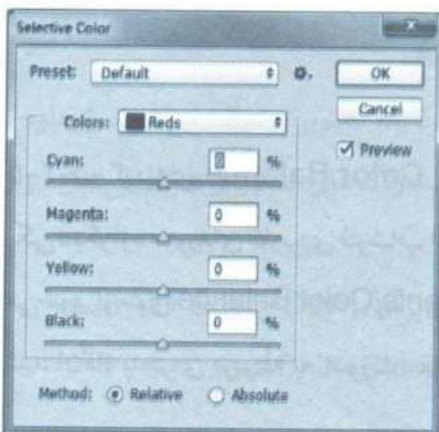 Selective Color
Preset: Default
OK
Cancel
Preview
Colors: Reds
Cyan: 0 %
Magenta: 0 %
Yellow: 0 %
Black: 0 %
Method: Relative Absolute